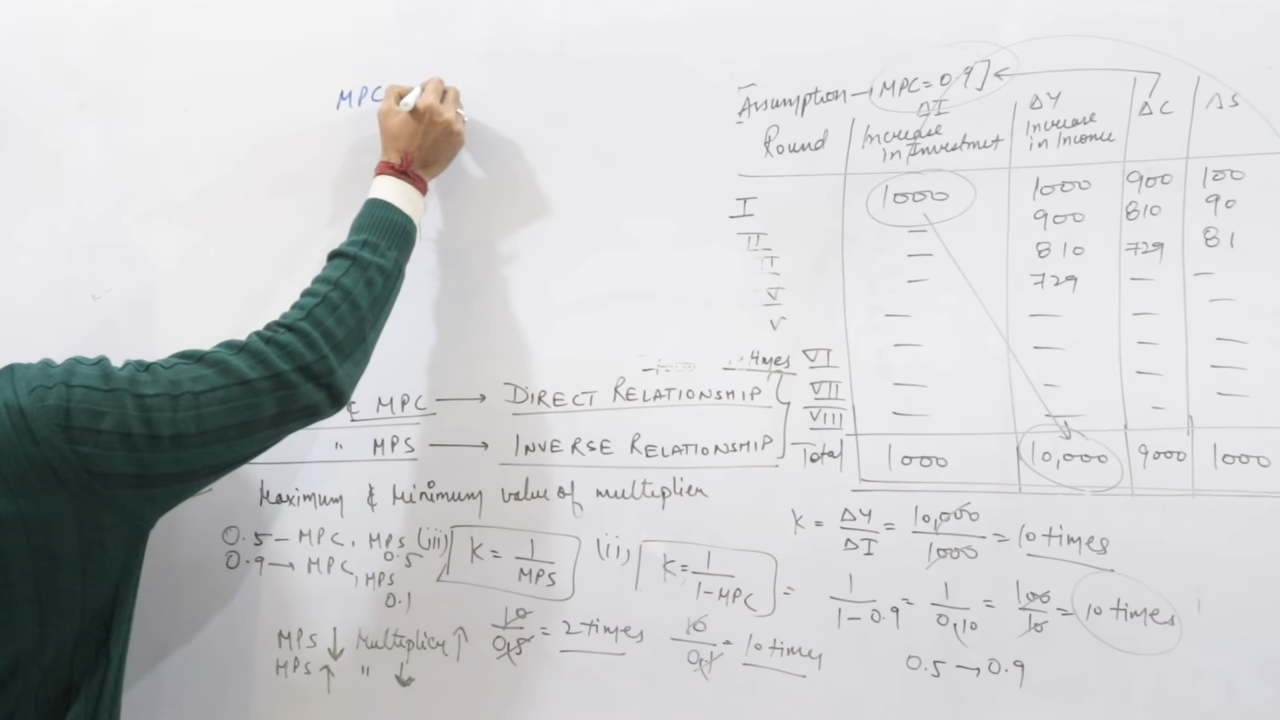 MPC
Assumption → MPC = 0.9]
Round ΔI Increase in Investment ΔY Increase in Income ΔC ΔS
I 1000 1000 900 100
II — 900 810 90
— 810 729 81
— 729 — —
V — — — —
V — — — —
VI — — — —
VII — — — —
VIII — — — —
Total 1000 10,000 9000 1000
MPC → DIRECT RELATIONSHIP
" MPS → INVERSE RELATIONSHIP
Maximum & Minimum value of multiplier
0.5 – MPC, MPS 0.5
0.9 → MPC, MPS 0.1
(iii) K = 1/MPS
(ii) K = 1/1-MPC = 1/1-0.9 = 1/0.10 = 100/10 = 10 times
K = ΔY/ΔI = 10,000/1000 = 10 times
MPS ↓ Multiplier ↑
MPS ↑ " ↓
10/0.5 = 2 times
10/0.1 = 10 times
0.5 → 0.9